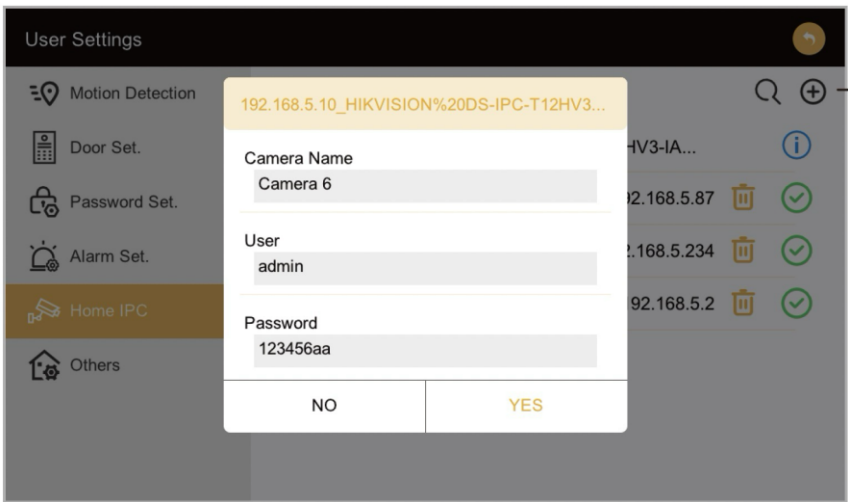 User Settings
Motion Detection
Door Set.
Password Set.
Alarm Set.
Home IPC
Others
192.168.5.10_HIKVISION%20DS-IPC-T12HV3...
Camera Name
Camera 6
User
admin
Password
123456aa
NO
YES
HV3-IA...
92.168.5.87
2.168.5.234
192.168.5.2